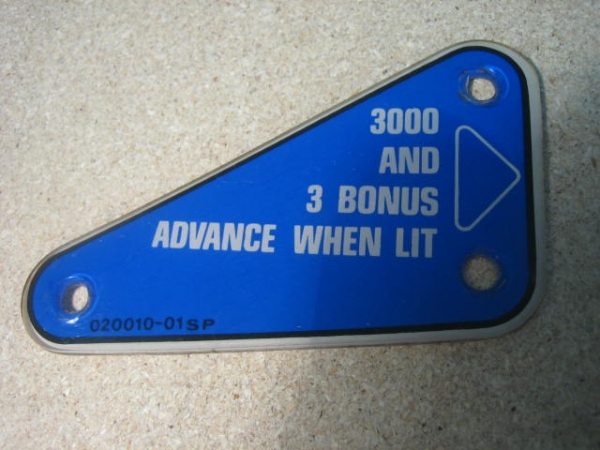 3000
AND
3 BONUS
ADVANCE WHEN LIT
020010-01SP